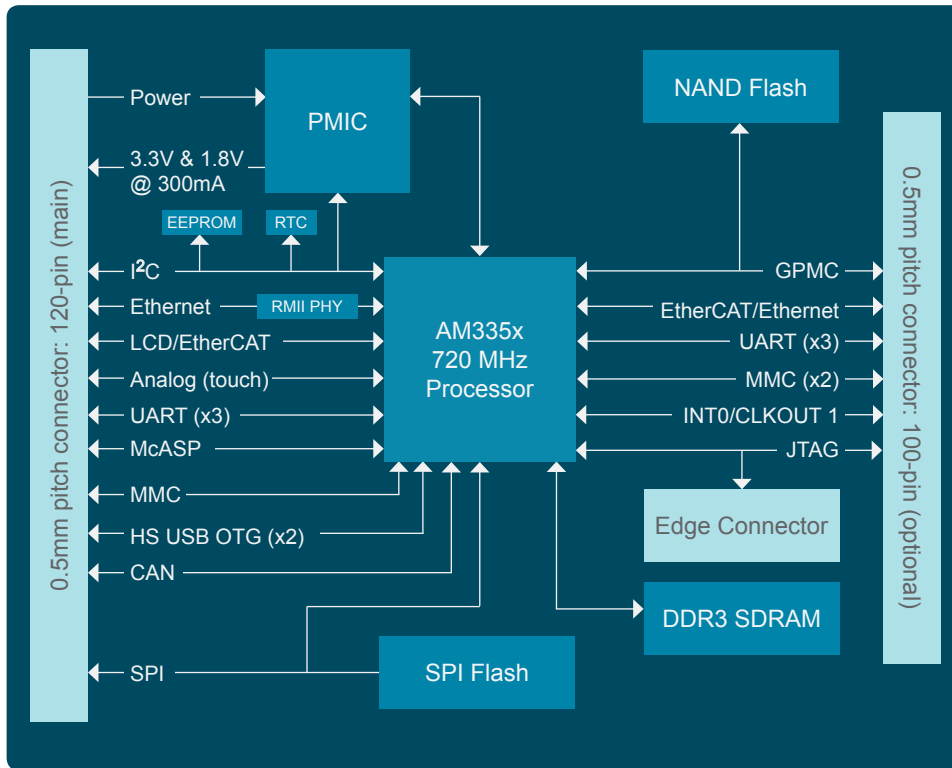 0.5mm pitch connector: 120-pin (main)
Power
PMIC
3.3V & 1.8V
@ 300mA
EEPROM
RTC
I²C
Ethernet
RMII PHY
LCD/EtherCAT
Analog (touch)
UART (x3)
McASP
MMC
HS USB OTG (x2)
CAN
SPI
SPI Flash
AM335x
720 MHz
Processor
NAND Flash
GPMC
EtherCAT/Ethernet
UART (x3)
MMC (x2)
INT0/CLKOUT 1
JTAG
Edge Connector
DDR3 SDRAM
0.5mm pitch connector: 100-pin (optional)